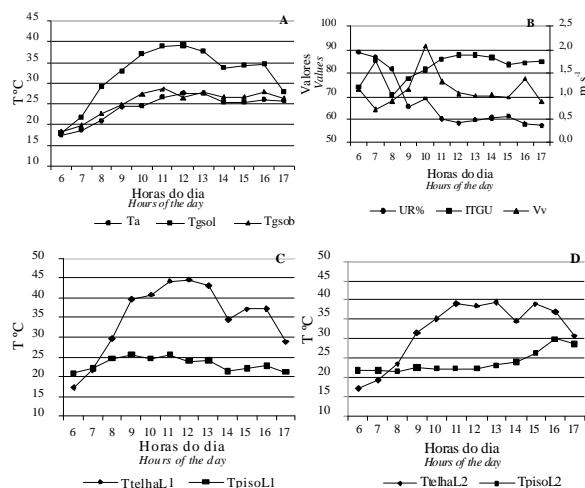 A
T ºC
45
40
35
30
25
20
15
10
6 7 8 9 10 11 12 13 14 15 16 17
Horas do dia
Hours of the day
Ta Tgsol Tgsob
B
Valores
Values
100
90
80
70
60
50
2,5
2,0
1,5
1,0
0,5
0,0
m.s⁻¹
6 7 8 9 10 11 12 13 14 15 16 17
Horas do dia
Hours of the day
UR% ITGU Vv
C
T ºC
50
45
40
35
30
25
20
15
10
6 7 8 9 10 11 12 13 14 15 16 17
Horas do dia
Hours of the day
TtelhaL1 TpisoL1
D
T ºC
50
45
40
35
30
25
20
15
10
6 7 8 9 10 11 12 13 14 15 16 17
Horas do dia
Hours of the day
TtelhaL2 TpisoL2